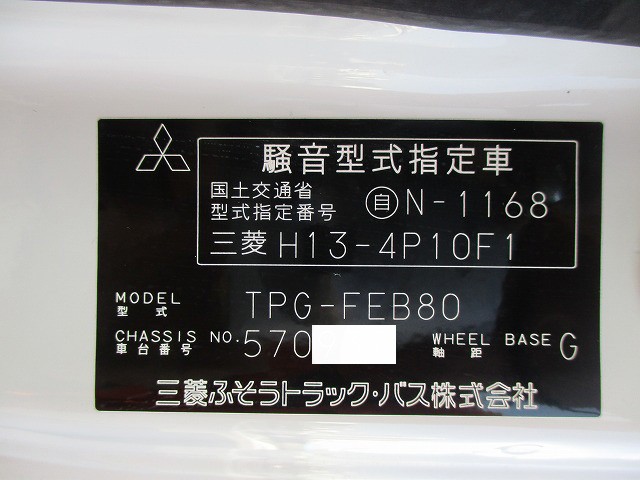 騒音型式指定車
国土交通省
型式指定番号 自 N-1168
三菱 H13-4P10F1
MODEL
型式 TPG-FEB80
CHASSIS NO. 570
車台番号
WHEEL BASE G
軸距
三菱ふそうトラック・バス株式会社